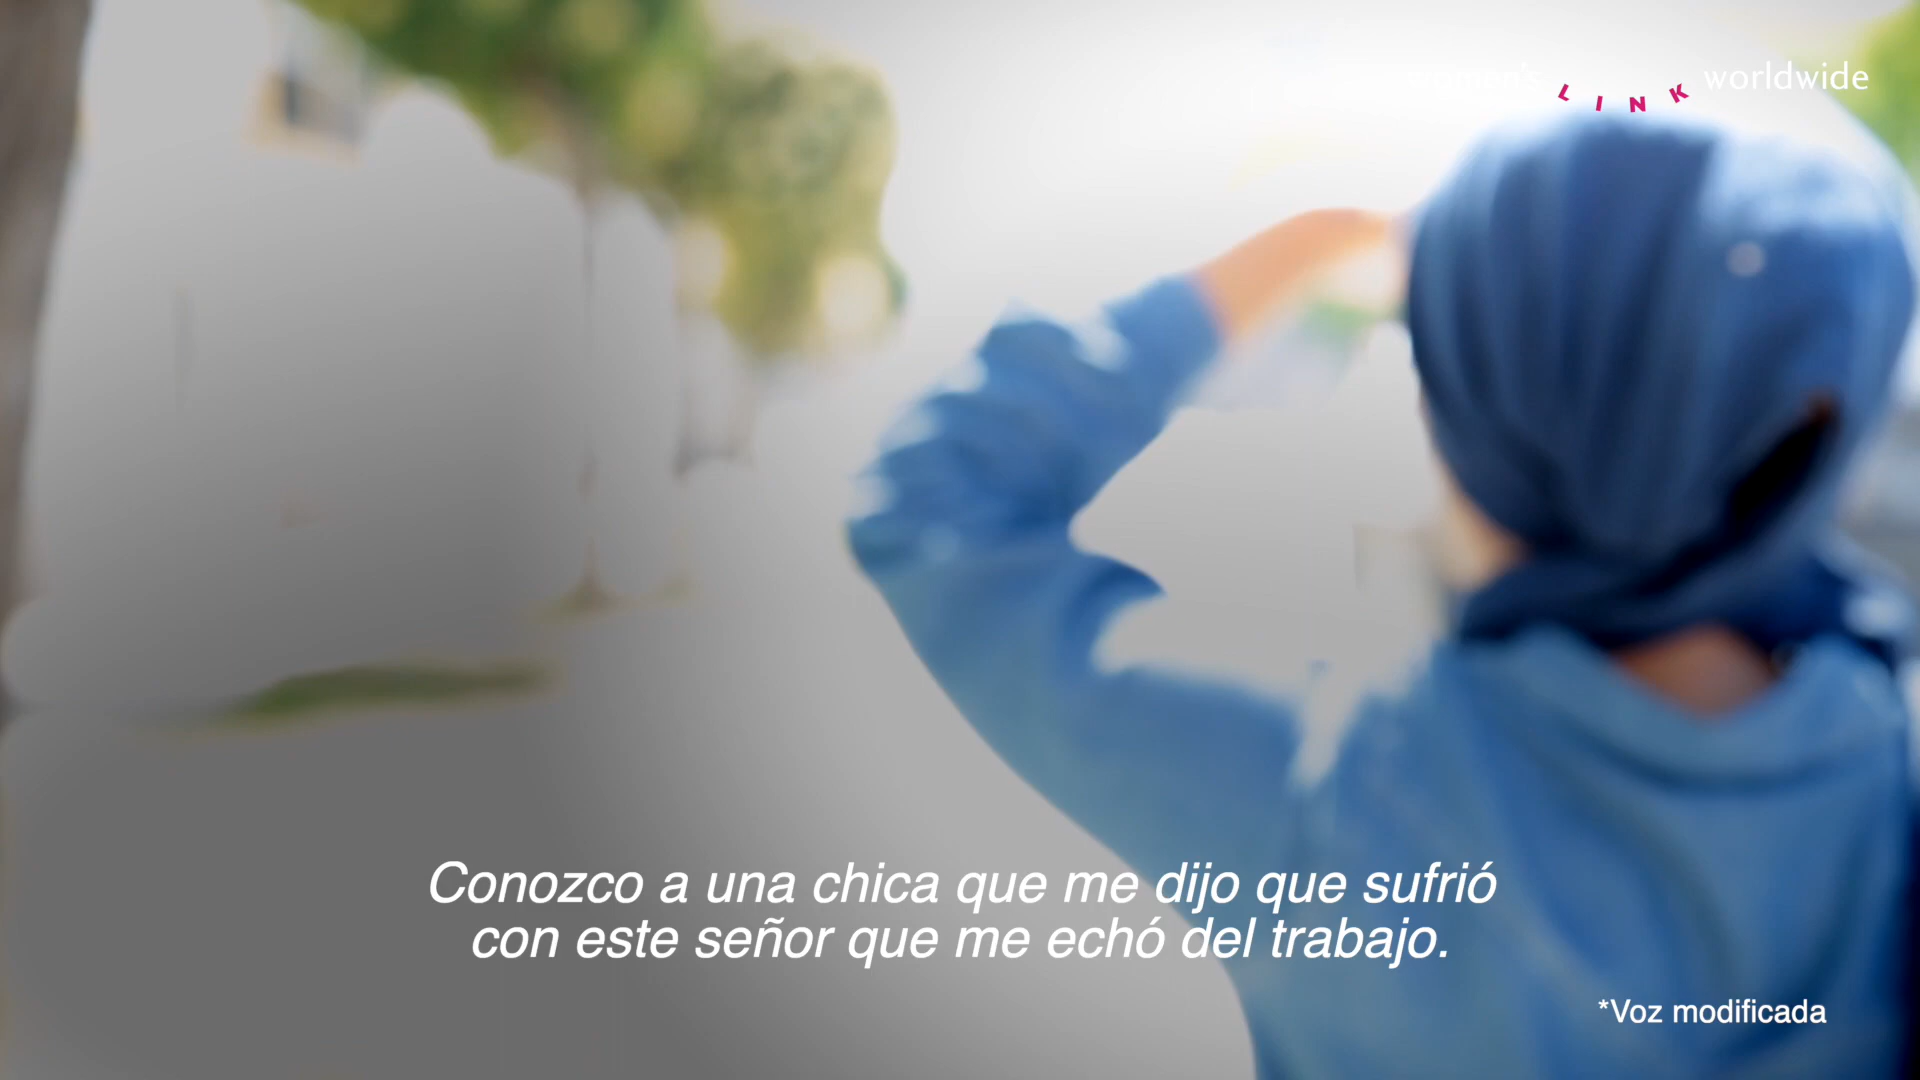 women's LINK worldwide
Conozco a una chica que me dijo que sufrió
con este señor que me echó del trabajo.
*Voz modificada